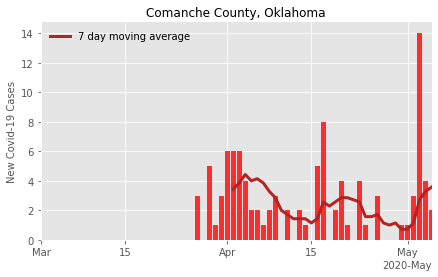 Comanche County, Oklahoma
7 day moving average
New Covid-19 Cases
14
12
10
8
6
4
2
0
Mar 15 Apr 15 May
2020-May